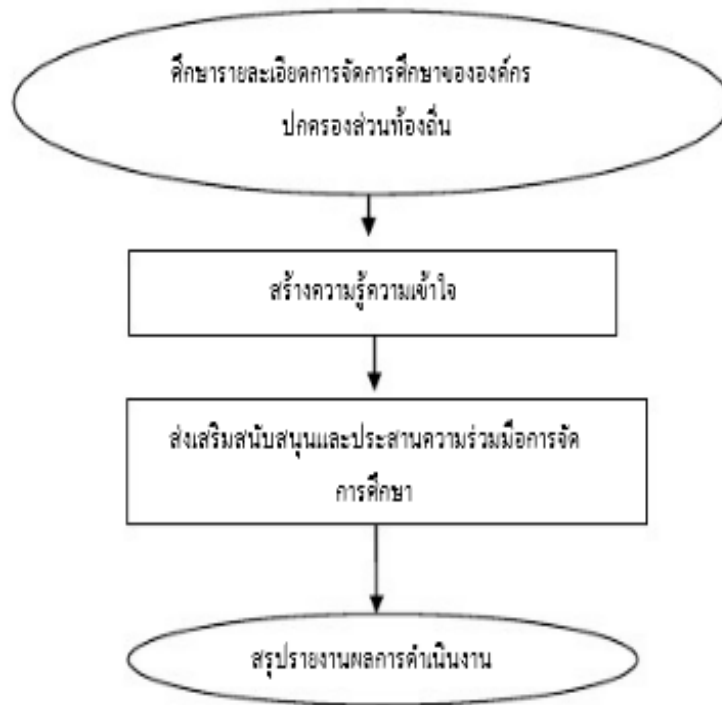 ศึกษารายละเอียดการจัดการศึกษาขององค์กร
ปกครองส่วนท้องถิ่น
สร้างความรู้ความเข้าใจ
ส่งเสริมสนับสนุนและประสานความร่วมมือการจัด
การศึกษา
สรุปรายงานผลการดำเนินงาน